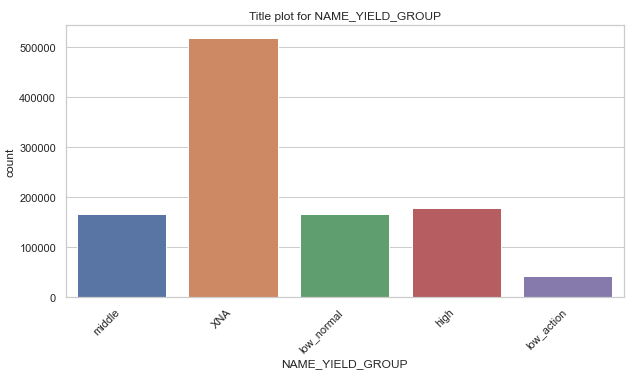 Title plot for NAME_YIELD_GROUP
500000
400000
300000
200000
100000
0
count
middle
XNA
low_normal
high
low_action
NAME_YIELD_GROUP